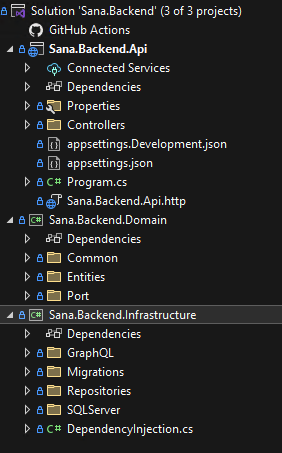 Solution 'Sana.Backend' (3 of 3 projects)
GitHub Actions
Sana.Backend.Api
Connected Services
Dependencies
Properties
Controllers
appsettings.Development.json
appsettings.json
C# Program.cs
Sana.Backend.Api.http
C# Sana.Backend.Domain
Dependencies
Common
Entities
Port
C# Sana.Backend.Infrastructure
Dependencies
GraphQL
Migrations
Repositories
SQLServer
C# DependencyInjection.cs